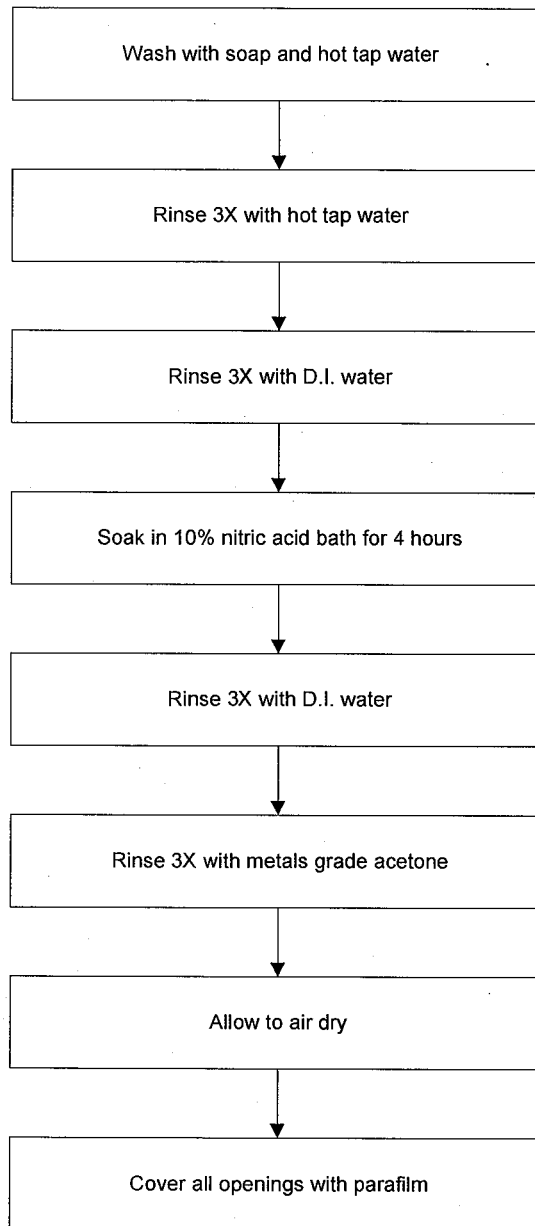 Wash with soap and hot tap water
Rinse 3X with hot tap water
Rinse 3X with D.I. water
Soak in 10% nitric acid bath for 4 hours
Rinse 3X with D.I. water
Rinse 3X with metals grade acetone
Allow to air dry
Cover all openings with parafilm